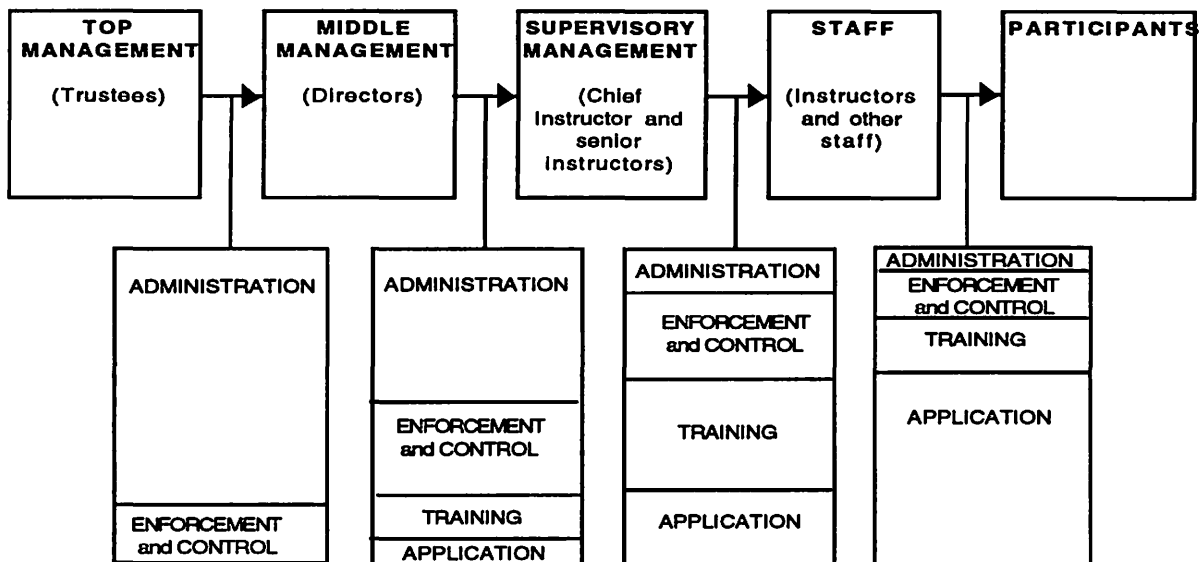 TOP
MANAGEMENT
(Trustees)
MIDDLE
MANAGEMENT
(Directors)
SUPERVISORY
MANAGEMENT
(Chief
Instructor and
senior
Instructors)
STAFF
(Instructors
and other
staff)
PARTICIPANTS
ADMINISTRATION
ENFORCEMENT
and CONTROL
ADMINISTRATION
ENFORCEMENT
and CONTROL
TRAINING
APPLICATION
ADMINISTRATION
ENFORCEMENT
and CONTROL
TRAINING
APPLICATION
ADMINISTRATION
ENFORCEMENT
and CONTROL
TRAINING
APPLICATION